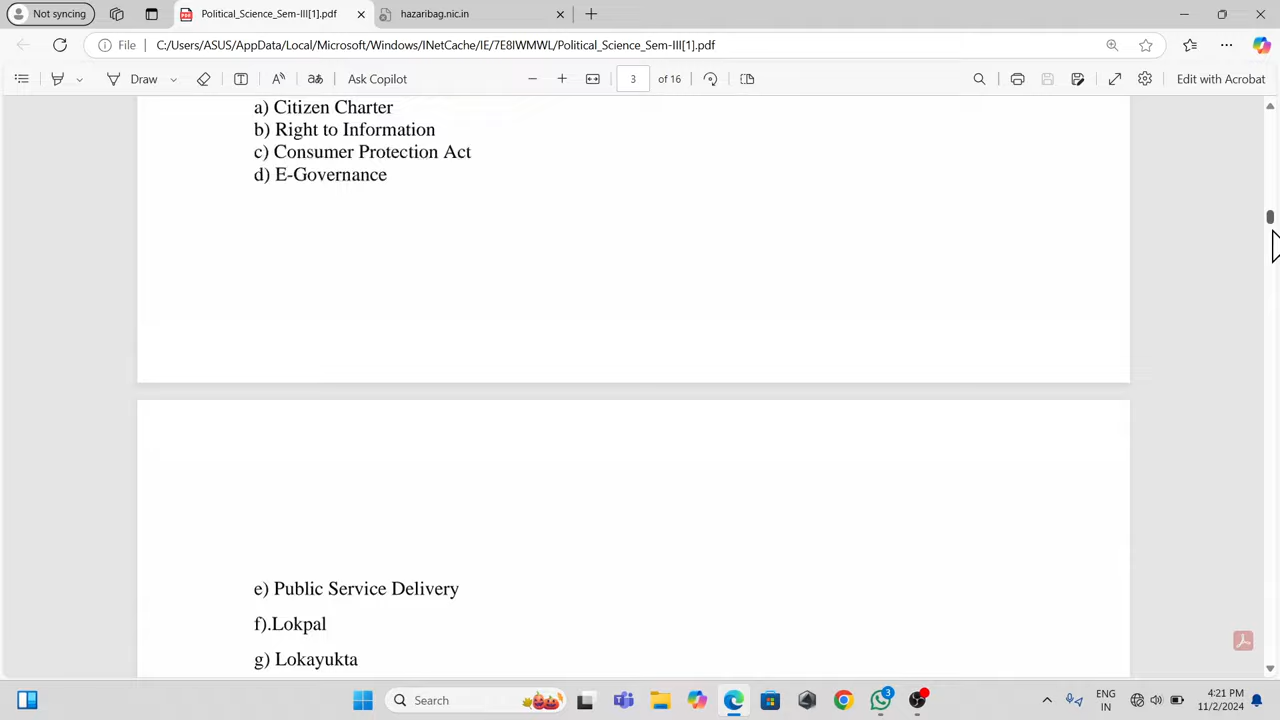 Not syncing
Political_Science_Sem-III[1].pdf
hazaribag.nic.in
File
C:/Users/ASUS/AppData/Local/Microsoft/Windows/INetCache/IE/7E8IWMWL/Political_Science_Sem-III[1].pdf
Draw
Ask Copilot
3 of 16
Edit with Acrobat
a) Citizen Charter
b) Right to Information
c) Consumer Protection Act
d) E-Governance
e) Public Service Delivery
f).Lokpal
g) Lokayukta
Search
3
ENG
IN
4:21 PM
11/2/2024